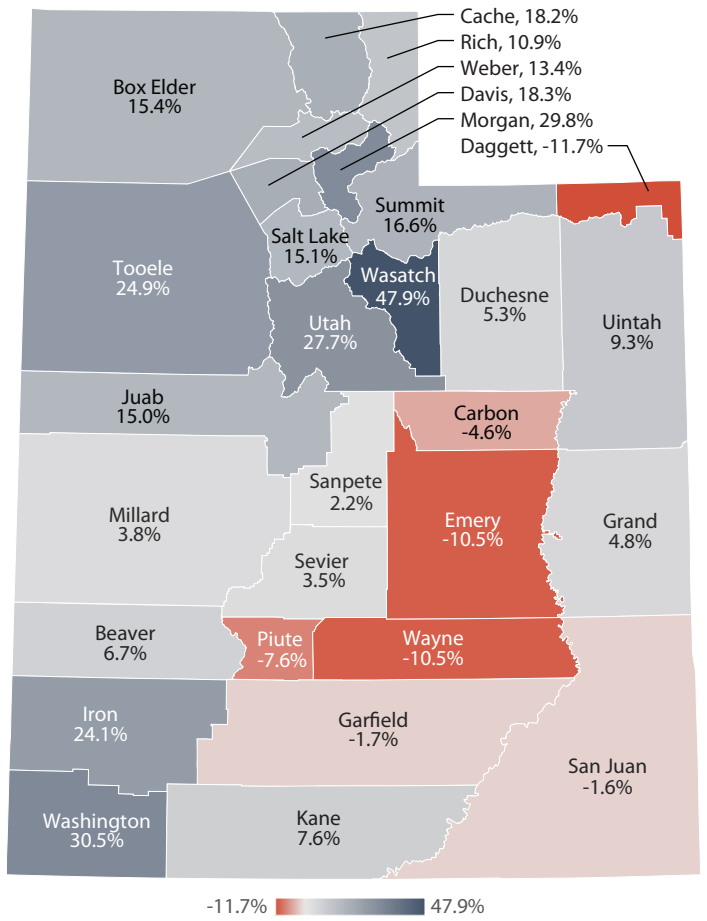 Cache, 18.2%
Rich, 10.9%
Weber, 13.4%
Davis, 18.3%
Morgan, 29.8%
Daggett, -11.7%
Box Elder
15.4%
Summit
16.6%
Salt Lake
15.1%
Tooele
24.9%
Wasatch
47.9%
Duchesne
5.3%
Utah
27.7%
Uintah
9.3%
Juab
15.0%
Carbon
-4.6%
Sanpete
2.2%
Millard
3.8%
Emery
-10.5%
Grand
4.8%
Sevier
3.5%
Beaver
6.7%
Piute
-7.6%
Wayne
-10.5%
Iron
24.1%
Garfield
-1.7%
San Juan
-1.6%
Washington
30.5%
Kane
7.6%
-11.7% 47.9%